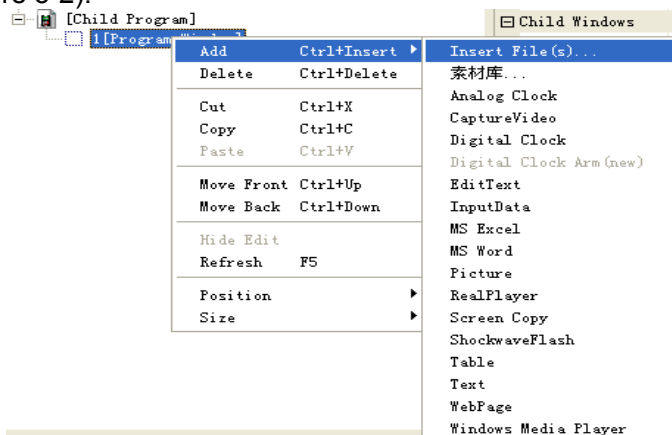 [Child Program]
1[Program
Child Windows
Add Ctrl+Insert
Delete Ctrl+Delete
Cut Ctrl+X
Copy Ctrl+C
Paste Ctrl+V
Move Front Ctrl+Up
Move Back Ctrl+Down
Hide Edit
Refresh F5
Position
Size
Insert File(s)...
素材库...
Analog Clock
CaptureVideo
Digital Clock
Digital Clock Arm(new)
EditText
InputData
MS Excel
MS Word
Picture
RealPlayer
Screen Copy
ShockwaveFlash
Table
Text
WebPage
Windows Media Player